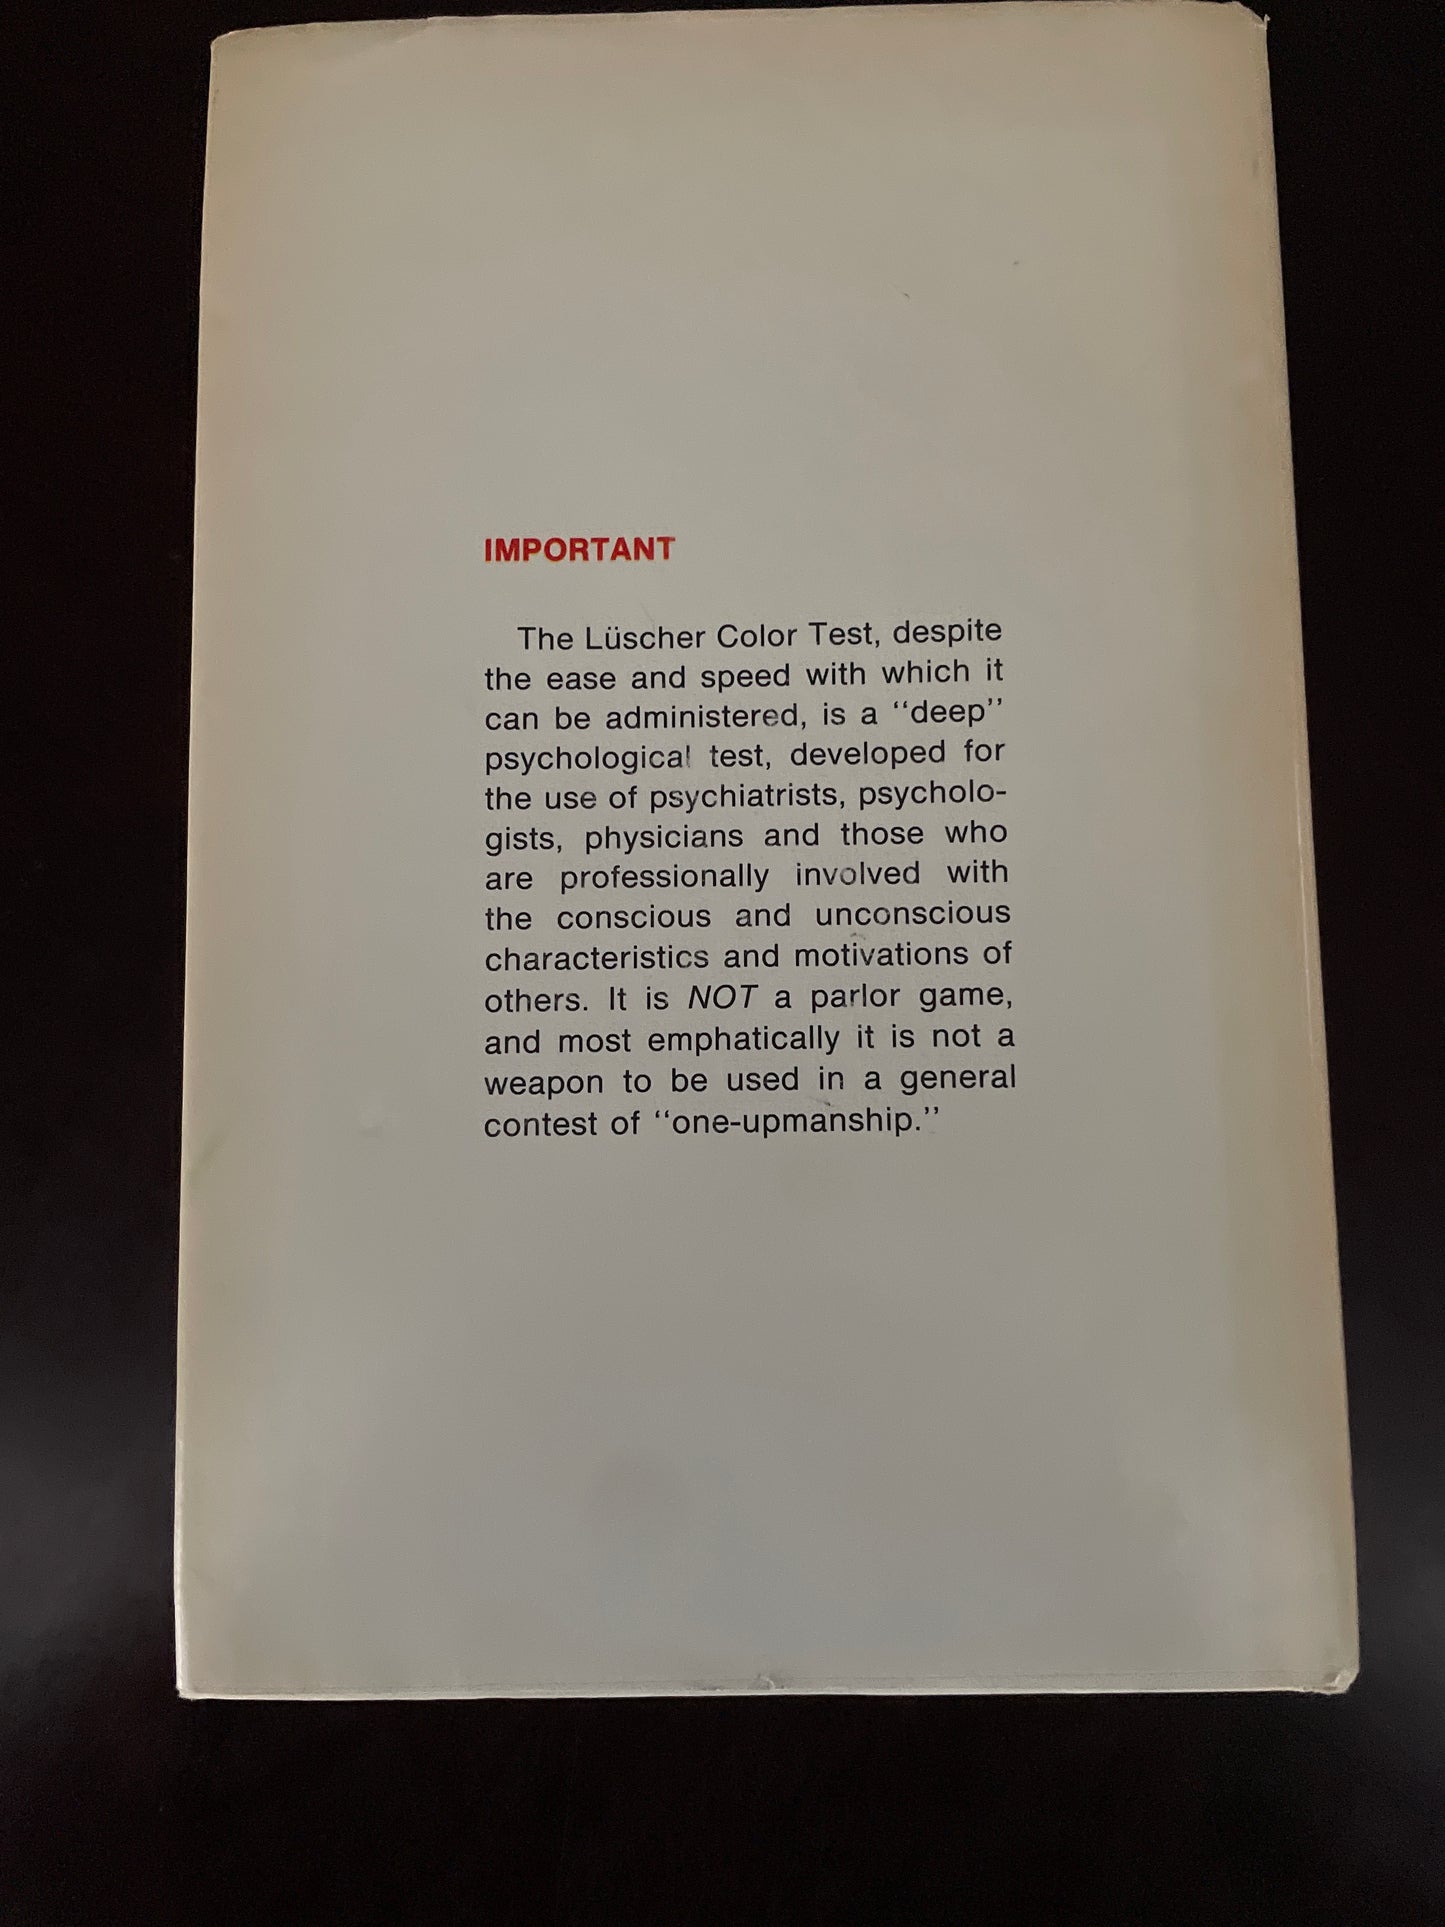 IMPORTANT
The Lüscher Color Test, despite
the ease and speed with which it
can be administered, is a "deep"
psychological test, developed for
the use of psychiatrists, psycholo-
gists, physicians and those who
are professionally involved with
the conscious and unconscious
characteristics and motivations of
others. It is NOT a parlor game,
and most emphatically it is not a
weapon to be used in a general
contest of "one-upmanship."